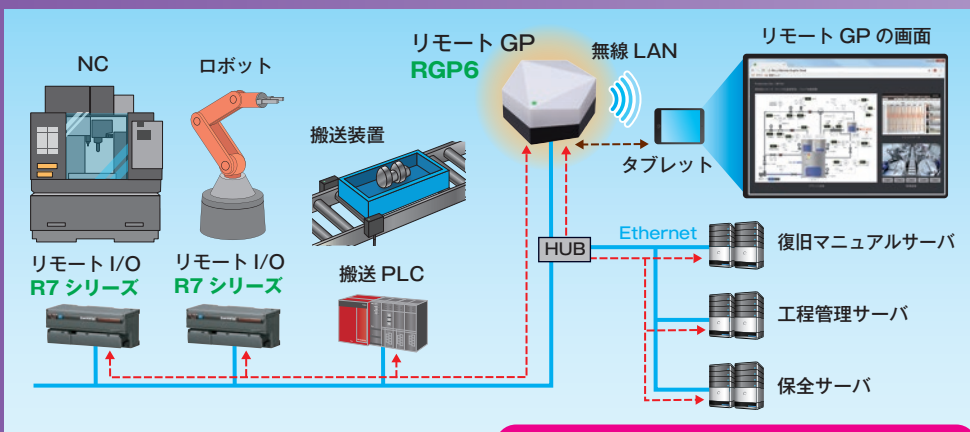 NC
ロボット
搬送装置
リモート GP
RGP6
無線 LAN
タブレット
リモート GP の画面
リモート I/O
R7 シリーズ
リモート I/O
R7 シリーズ
搬送 PLC
HUB
Ethernet
復旧マニュアルサーバ
工程管理サーバ
保全サーバ